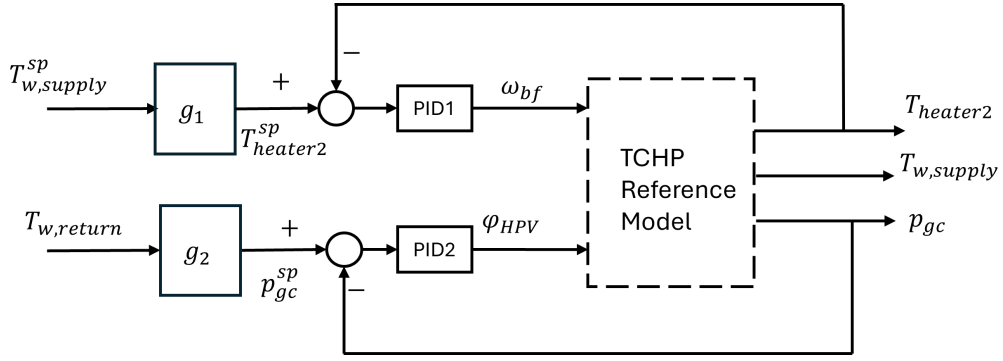 −
T_{w,supply}^{sp}
g_1
+
T_{heater2}^{sp}
PID1
ω_{bf}
TCHP
Reference
Model
T_{heater2}
T_{w,supply}
p_{gc}
T_{w,return}
g_2
+
p_{gc}^{sp}
−
PID2
φ_{HPV}